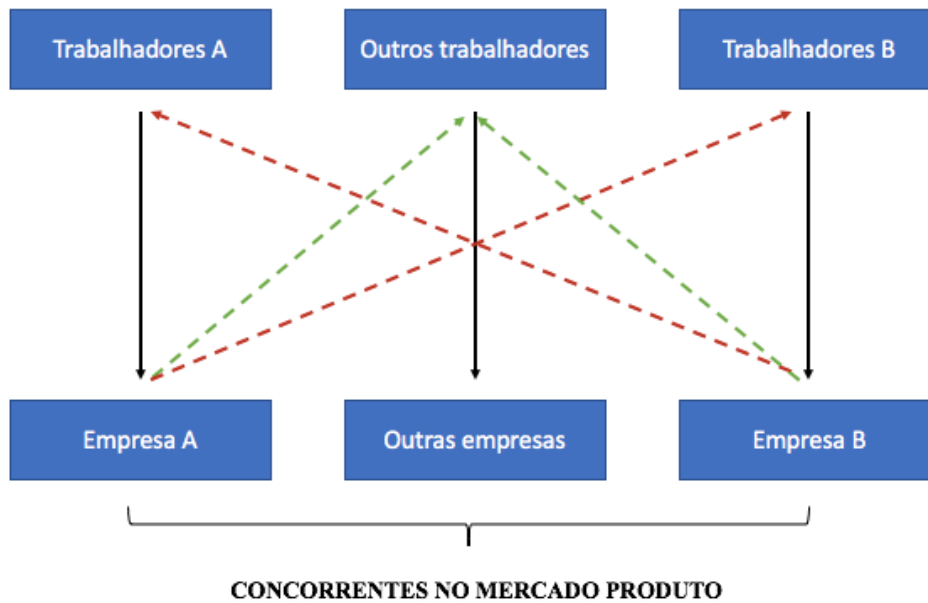 Trabalhadores A
Outros trabalhadores
Trabalhadores B
Empresa A
Outras empresas
Empresa B
CONCORRENTES NO MERCADO PRODUTO